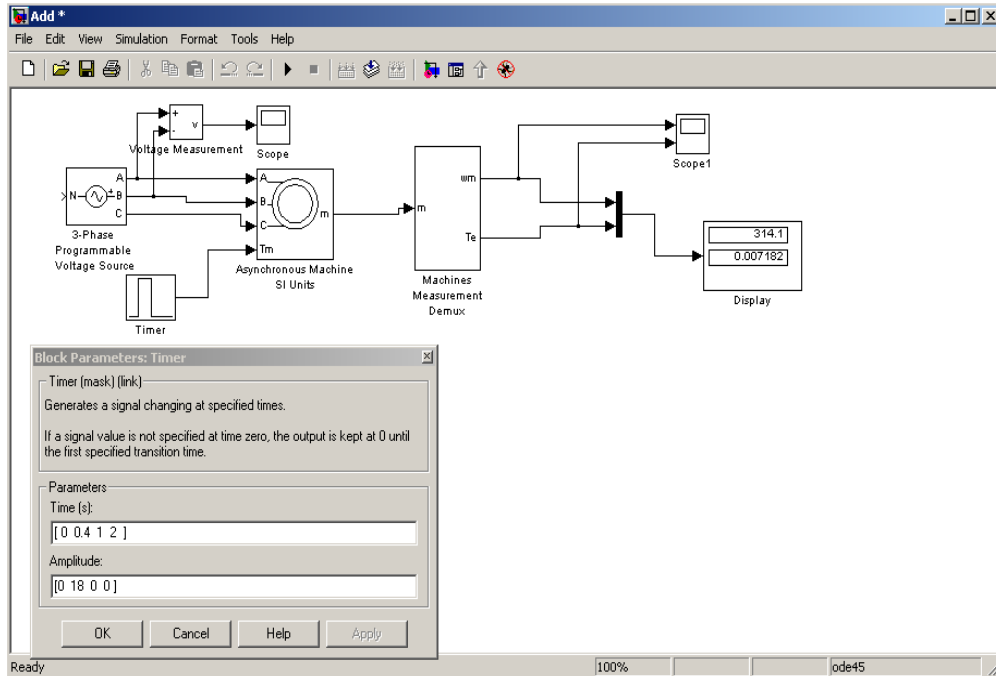 Add *
File Edit View Simulation Format Tools Help
+
-
v
Voltage Measurement
Scope
N
A
B
C
3-Phase
Programmable
Voltage Source
A
B
C
Tm
m
Asynchronous Machine
SI Units
Timer
m
wm
Te
Machines
Measurement
Demux
Scope1
314.1
0.007182
Display
Block Parameters: Timer
Timer (mask) (link)
Generates a signal changing at specified times.
If a signal value is not specified at time zero, the output is kept at 0 until
the first specified transition time.
Parameters
Time (s):
[ 0 0.4 1 2 ]
Amplitude:
[0 18 0 0 ]
OK Cancel Help Apply
Ready 100% ode45